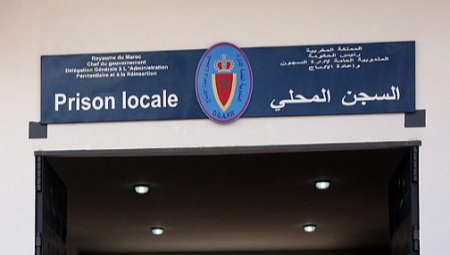 Royaume du Maroc
Chef du gouvernement
Délégation Générale à L'Administration
Pénitentiaire et à la Réinsertion
Prison locale
D.G.A.P.R
المملكة المغربية
رئيس الحكومة
المندوبية العامة لإدارة السجون
وإعادة الإدماج
السجن المحلي